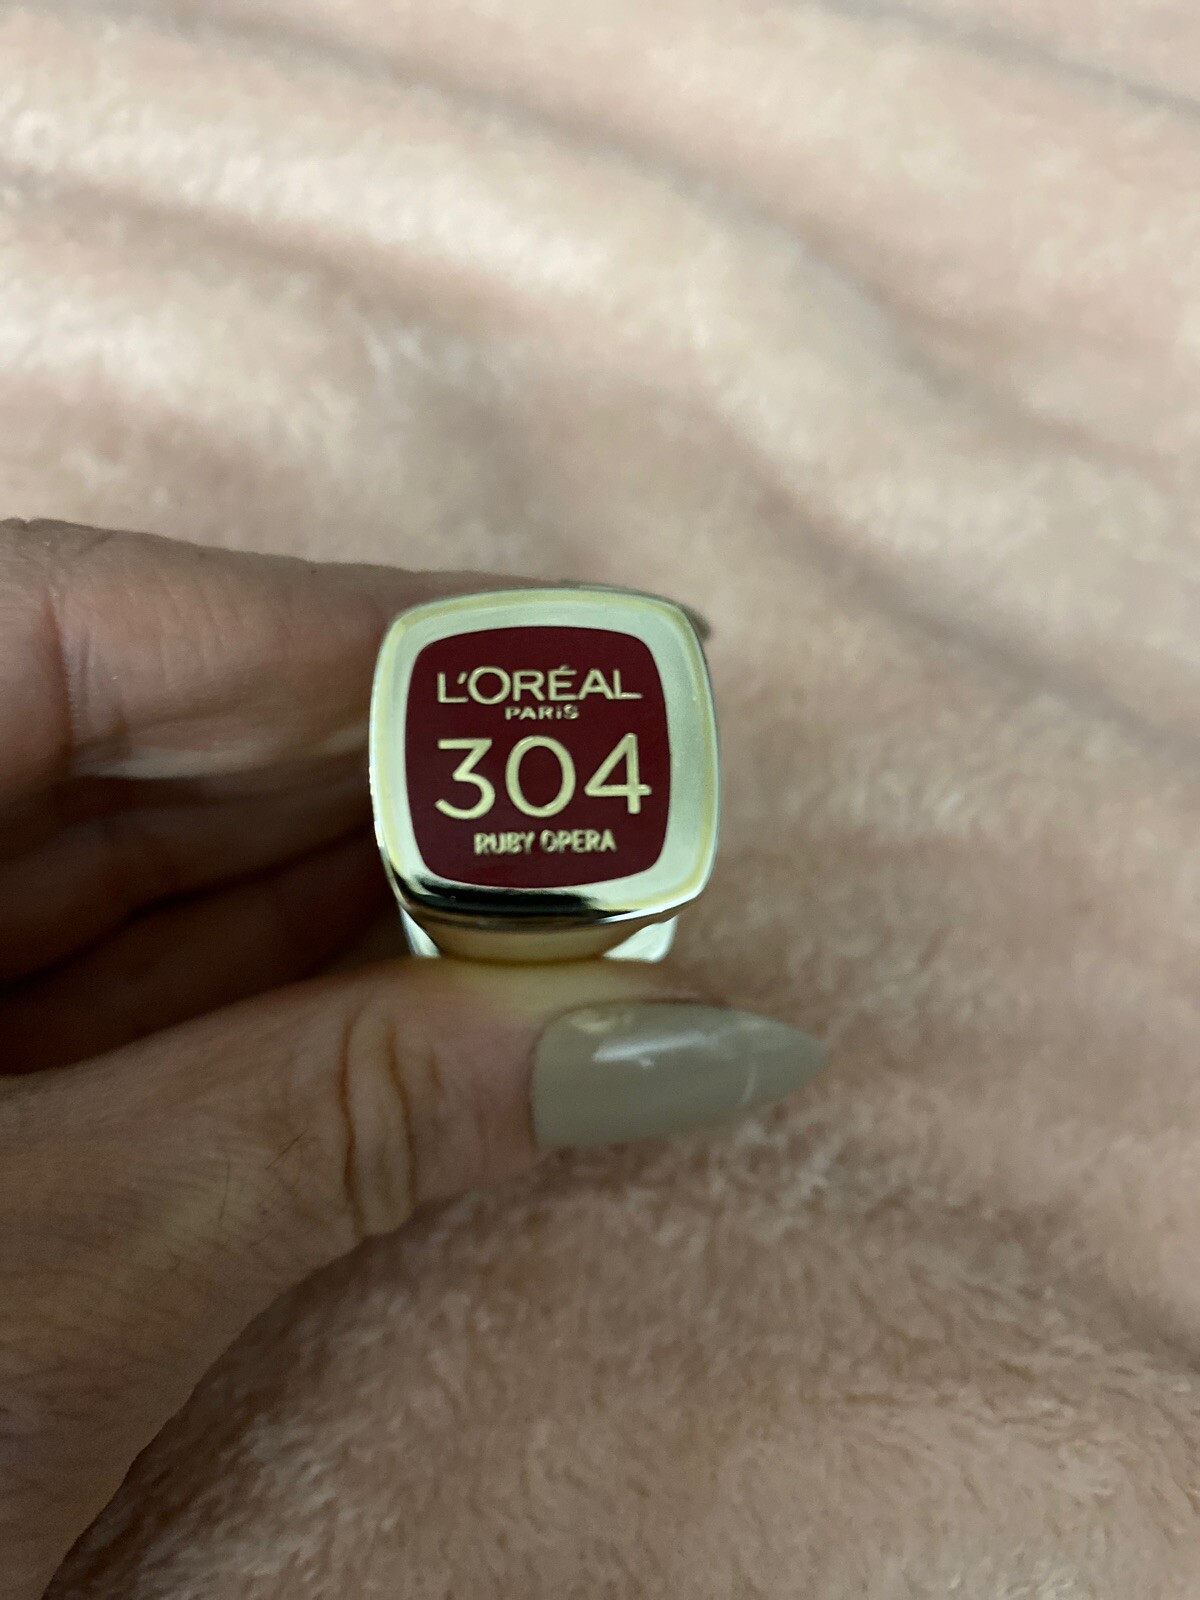 L'ORÉAL
PARIS
304
RUBY OPERA